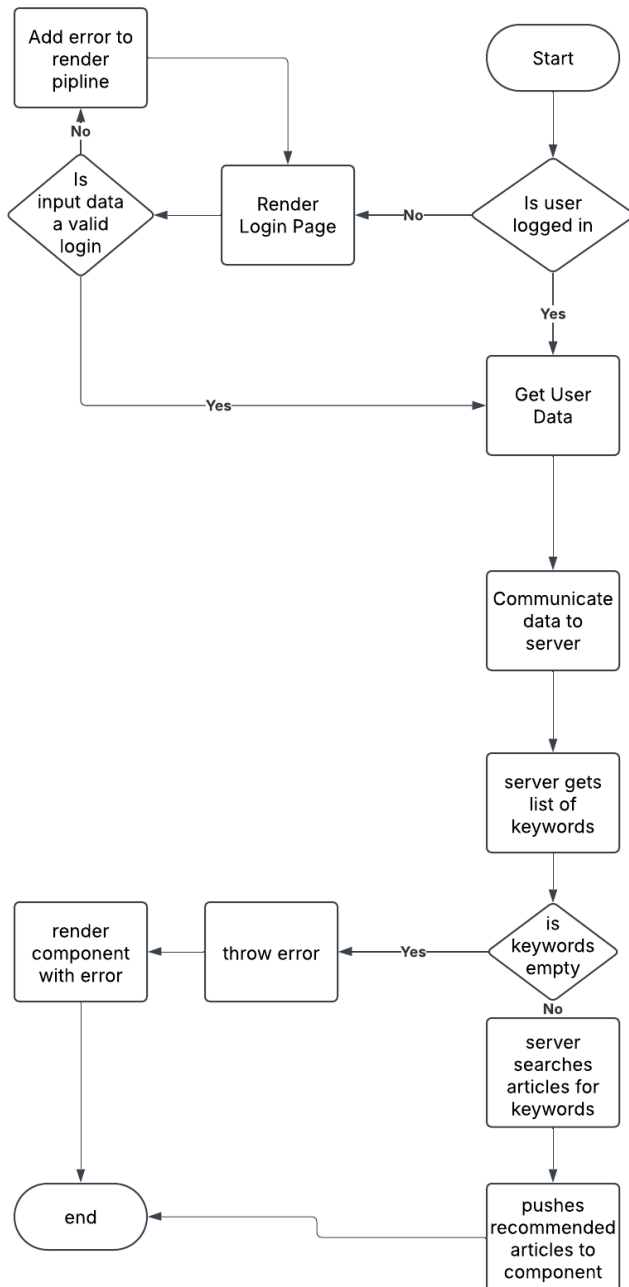 Add error to
render
pipline
Start
No
Is
input data
a valid
login
Render
Login Page
No
Is user
logged in
Yes
Yes
Get User
Data
Communicate
data to
server
server gets
list of
keywords
render
component
with error
throw error
Yes
is
keywords
empty
No
server
searches
articles for
keywords
end
pushes
recommended
articles to
component